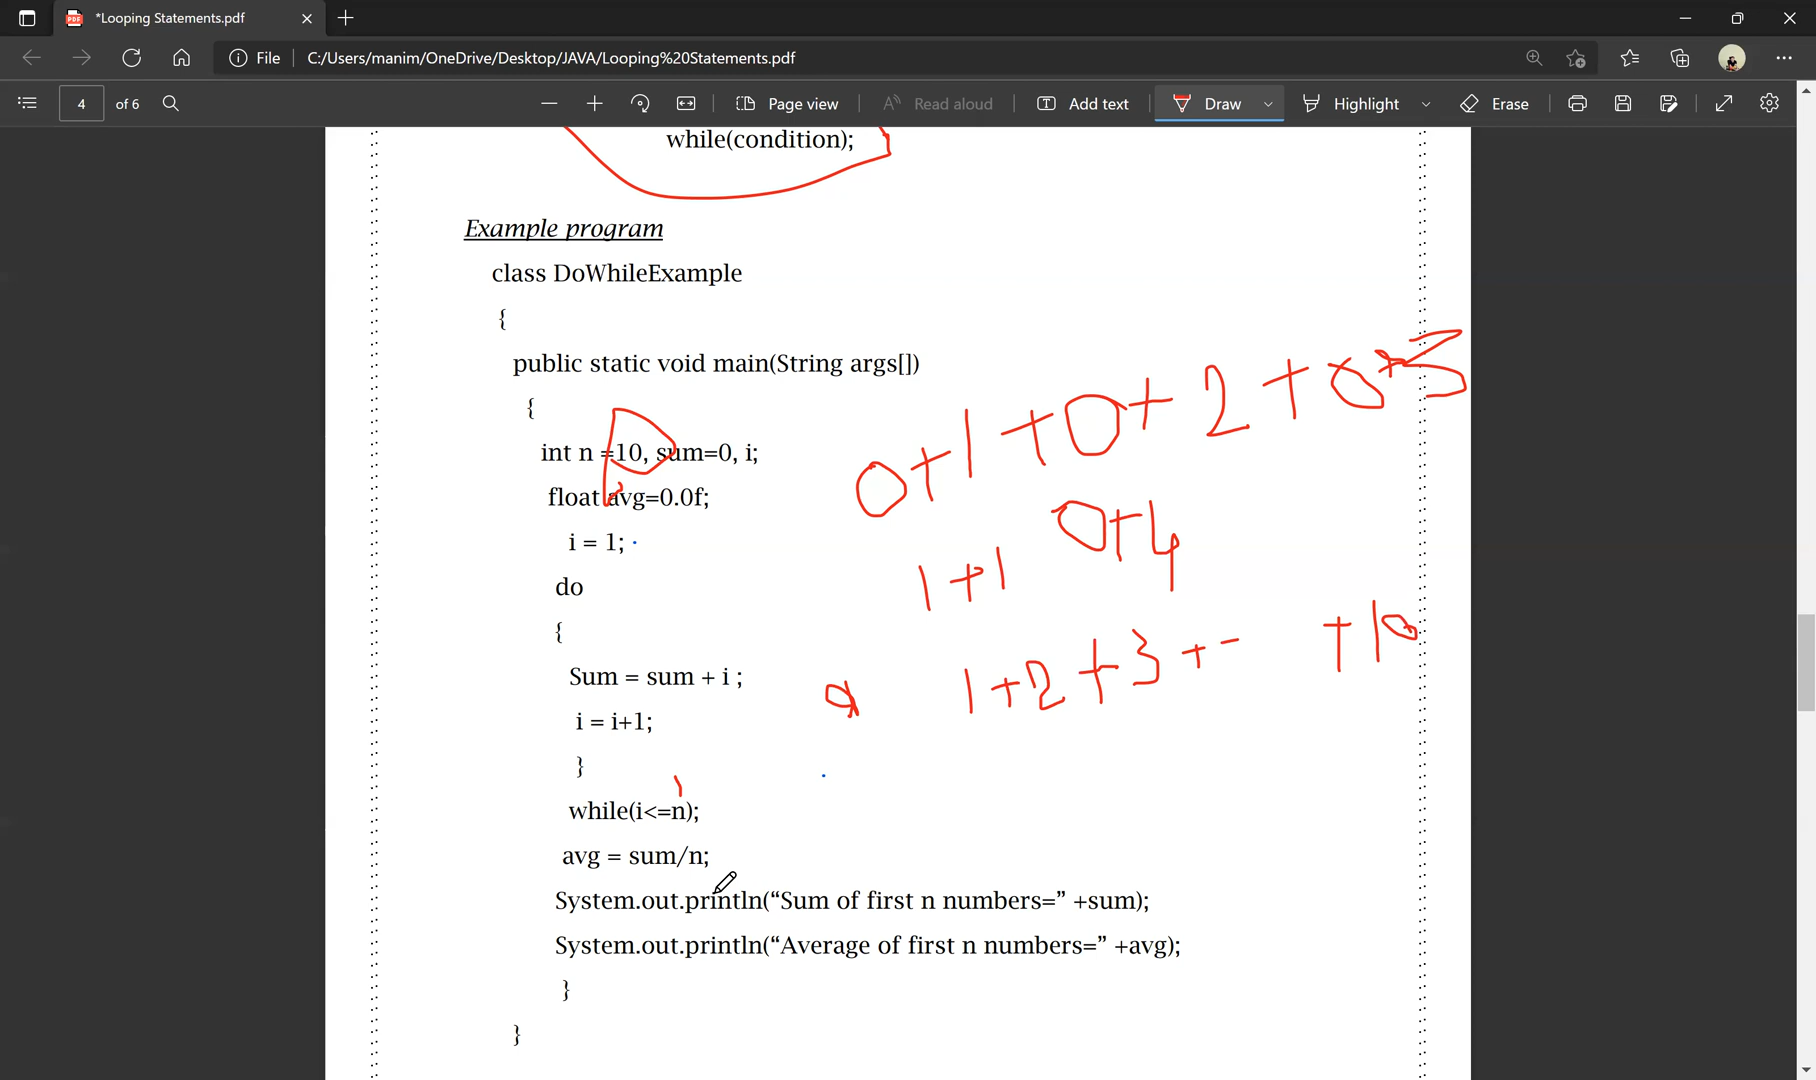 *Looping Statements.pdf
File C:/Users/manim/OneDrive/Desktop/JAVA/Looping%20Statements.pdf
4 of 6 Page view Read aloud Add text Draw Highlight Erase
while(condition);
Example program
class DoWhileExample
{
public static void main(String args[])
{
int n =10, sum=0, i;
0+1+0+2+0+3
float avg=0.0f;
i = 1;
0+4
do
1+1
{
Sum = sum + i ;
1+2+3+- +10
i = i+1;
}
while(i<=n);
avg = sum/n;
System.out.println(“Sum of first n numbers=” +sum);
System.out.println(“Average of first n numbers=” +avg);
}
}